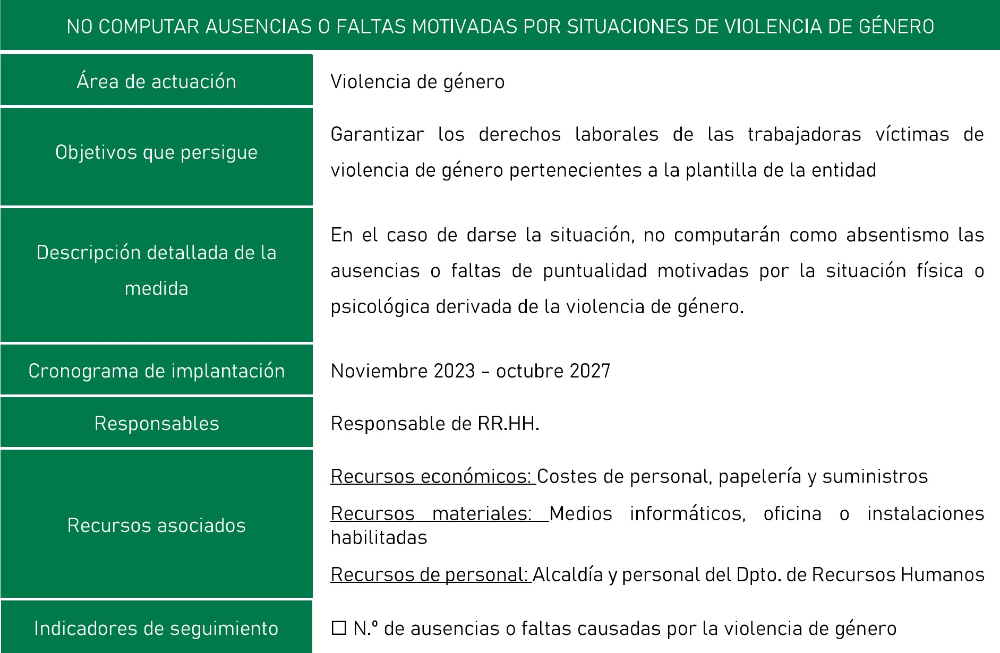 NO COMPUTAR AUSENCIAS O FALTAS MOTIVADAS POR SITUACIONES DE VIOLENCIA DE GÉNERO
Área de actuación
Violencia de género
Objetivos que persigue
Garantizar los derechos laborales de las trabajadoras víctimas de
violencia de género pertenecientes a la plantilla de la entidad
Descripción detallada de la
medida
En el caso de darse la situación, no computarán como absentismo las
ausencias o faltas de puntualidad motivadas por la situación física o
psicológica derivada de la violencia de género.
Cronograma de implantación
Noviembre 2023 – octubre 2027
Responsables
Responsable de RR.HH.
Recursos asociados
Recursos económicos: Costes de personal, papelería y suministros
Recursos materiales: Medios informáticos, oficina o instalaciones
habilitadas
Recursos de personal: Alcaldía y personal del Dpto. de Recursos Humanos
Indicadores de seguimiento
☐ N.º de ausencias o faltas causadas por la violencia de género